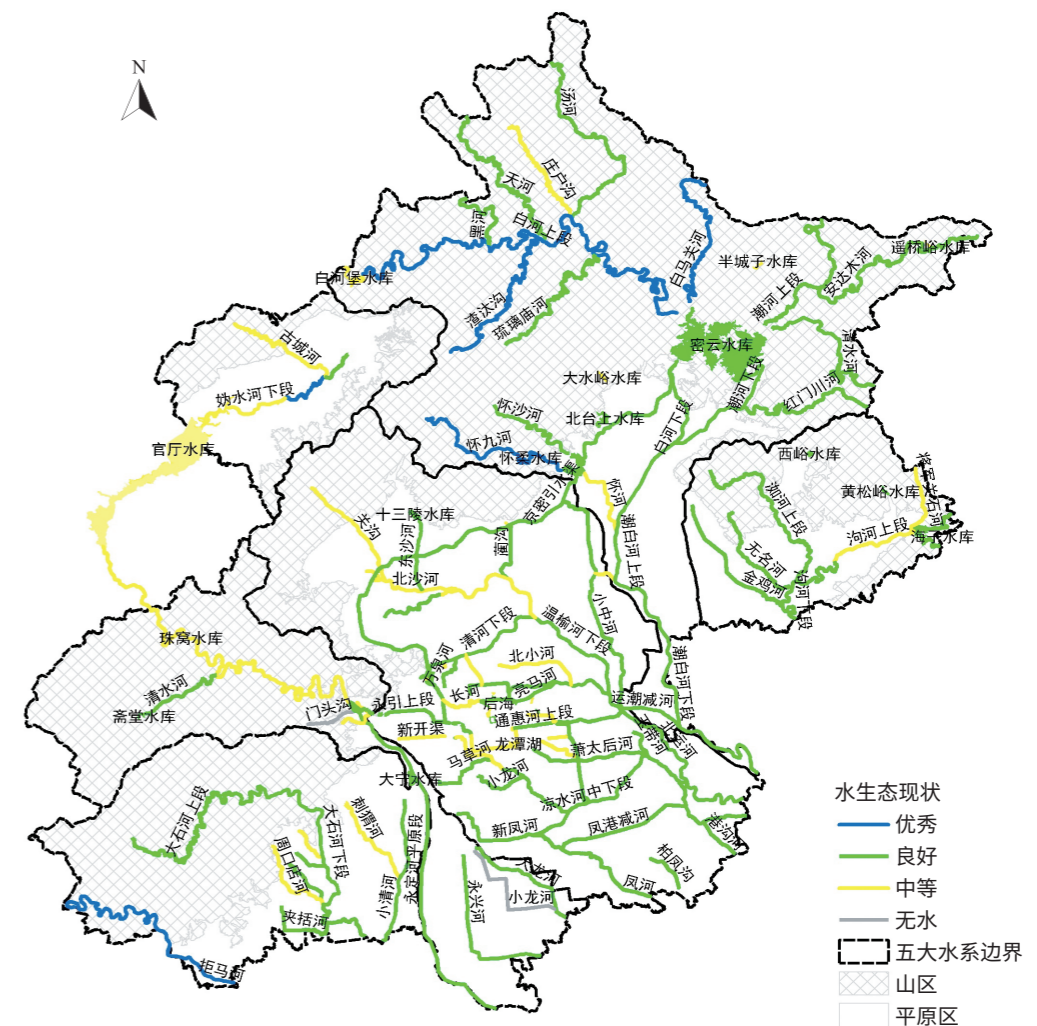 N
汤河
庄户沟
天河
黑河
白河上段
白马关河
半城子水库
遥桥峪水库
安达木河
潮河上段
白河堡水库
渣汰沟
琉璃庙河
密云水库
清水河
古城河
大水峪水库
潮河下段
红门川河
妫水河下段
怀沙河
北台上水库
白河下段
官厅水库
怀九河
怀柔水库
西峪水库
将军关石河
京密引水渠
怀河
洳河上段
黄松峪水库
关沟
十三陵水库
东沙河
蔺沟
潮白河上段
泃河上段
海子水库
无名河
金鸡河
泃河下段
北沙河
小中河
清河下段
温榆河下段
珠窝水库
万泉河
北小河
潮白河下段
清水河
斋堂水库
门头沟
永引上段
长河
后海
亮马河
运潮减河
新开渠
通惠河上段
玉带河
北运河
马草河
龙潭湖
萧太后河
大宁水库
小龙河
凉水河中下段
大石河上段
刺猬河
大石河下段
永定河平原段
新凤河
凤港减河
港沟河
周口店河
小清河
大龙河
小龙河
永兴河
凤河
柏凤沟
夹括河
拒马河
水生态现状
优秀
良好
中等
无水
五大水系边界
山区
平原区